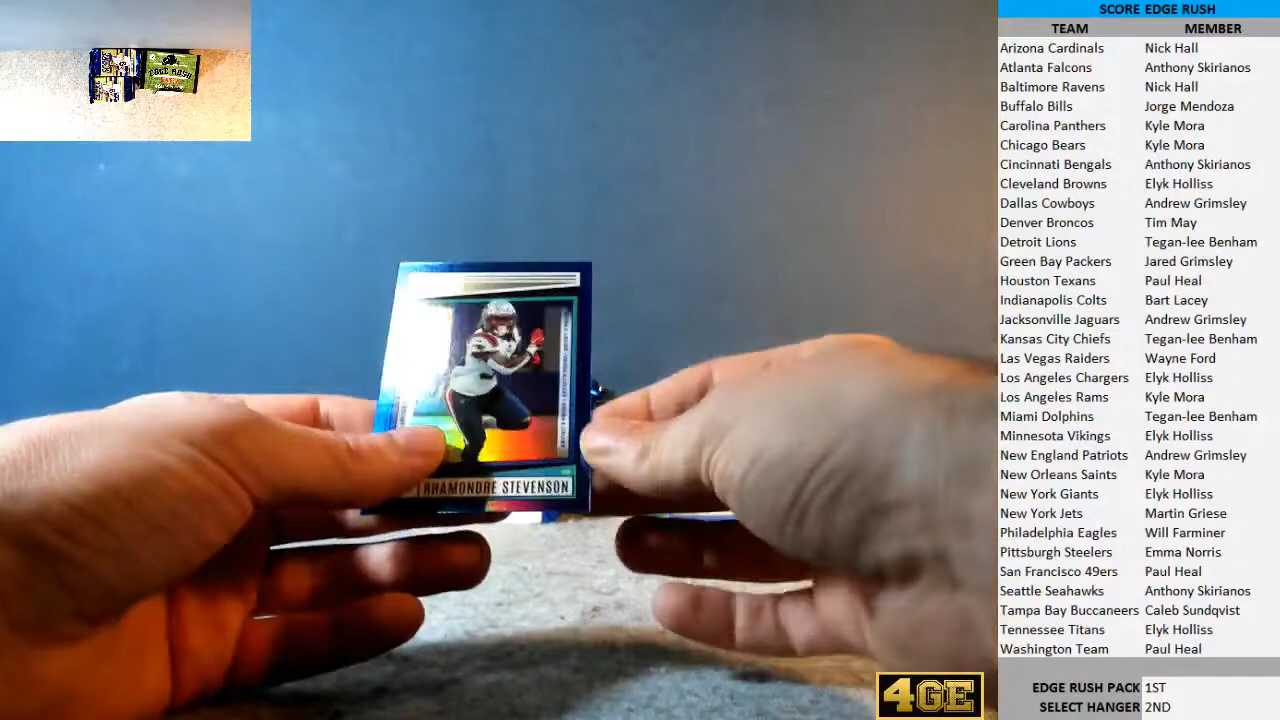 SCORE EDGE RUSH
TEAM MEMBER
Arizona Cardinals Nick Hall
Atlanta Falcons Anthony Skirianos
Baltimore Ravens Nick Hall
Buffalo Bills Jorge Mendoza
Carolina Panthers Kyle Mora
Chicago Bears Kyle Mora
Cincinnati Bengals Anthony Skirianos
Cleveland Browns Elyk Holliss
Dallas Cowboys Andrew Grimsley
Denver Broncos Tim May
Detroit Lions Tegan-lee Benham
Green Bay Packers Jared Grimsley
Houston Texans Paul Heal
Indianapolis Colts Bart Lacey
Jacksonville Jaguars Andrew Grimsley
Kansas City Chiefs Tegan-lee Benham
Las Vegas Raiders Wayne Ford
Los Angeles Chargers Elyk Holliss
Los Angeles Rams Kyle Mora
Miami Dolphins Tegan-lee Benham
Minnesota Vikings Elyk Holliss
New England Patriots Andrew Grimsley
New Orleans Saints Kyle Mora
New York Giants Elyk Holliss
New York Jets Martin Griese
Philadelphia Eagles Will Farminer
Pittsburgh Steelers Emma Norris
San Francisco 49ers Paul Heal
Seattle Seahawks Anthony Skirianos
Tampa Bay Buccaneers Caleb Sundqvist
Tennessee Titans Elyk Holliss
Washington Team Paul Heal
EDGE RUSH PACK 1ST
SELECT HANGER 2ND
RHAMONDRE STEVENSON
EDGE RUSH
4GE